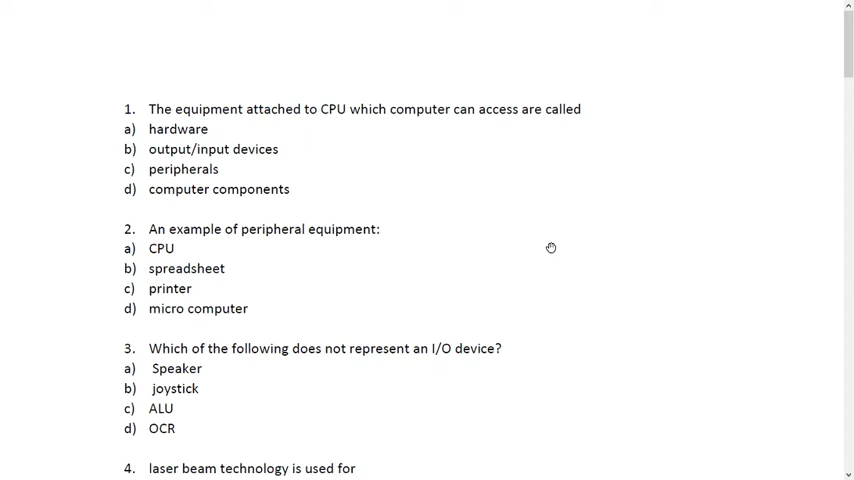 1. The equipment attached to CPU which computer can access are called
a) hardware
b) output/input devices
c) peripherals
d) computer components
2. An example of peripheral equipment:
a) CPU
b) spreadsheet
c) printer
d) micro computer
3. Which of the following does not represent an I/O device?
a) Speaker
b) joystick
c) ALU
d) OCR
4. laser beam technology is used for